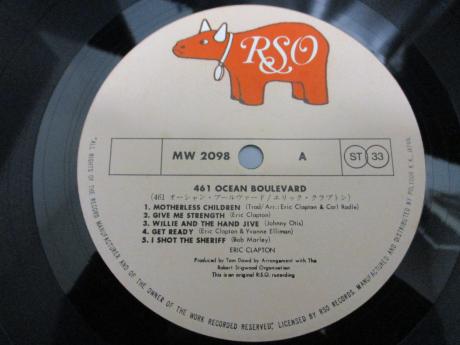 RSO
MW 2098 A ST 33
461 OCEAN BOULEVARD
(461 オーシャン・ブールヴァード/エリック・クラプトン)
1. MOTHERLESS CHILDREN (Trad/Arr.: Eric Clapton & Carl Radle)
2. GIVE ME STRENGTH (Eric Clapton)
3. WILLIE AND THE HAND JIVE (Johnny Otis)
4. GET READY (Eric Clapton & Yvonne Elliman)
5. I SHOT THE SHERIFF (Bob Marley)
ERIC CLAPTON
Produced by Tom Dowd by Arrangement with The
Robert Stigwood Organisation
This is an original R.S.O. recording
"ALL RIGHTS OF THE RECORD MANUFACTURER AND OF THE OWNER OF THE WORK RECORDED RESERVED", LICENSED BY RSO RECORDS. MANUFACTURED AND DISTRIBUTED BY POLYDOR K.K., JAPAN.